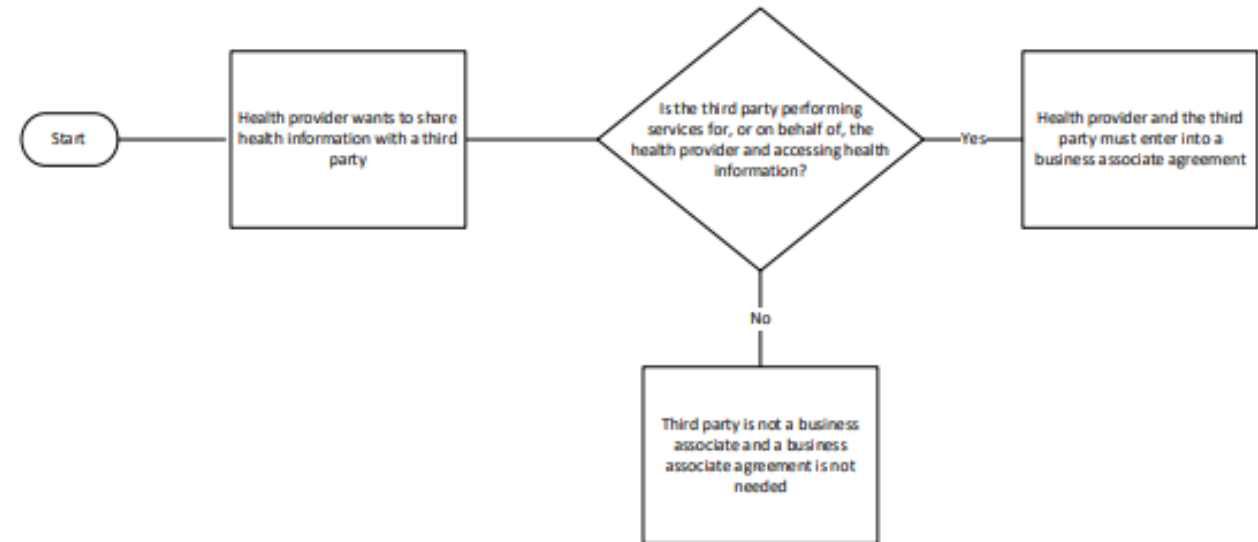 Start
Health provider wants to share
health information with a third
party
Is the third party performing
services for, or on behalf of, the
health provider and accessing health
information?
Yes
Health provider and the third
party must enter into a
business associate agreement
No
Third party is not a business
associate and a business
associate agreement is not
needed